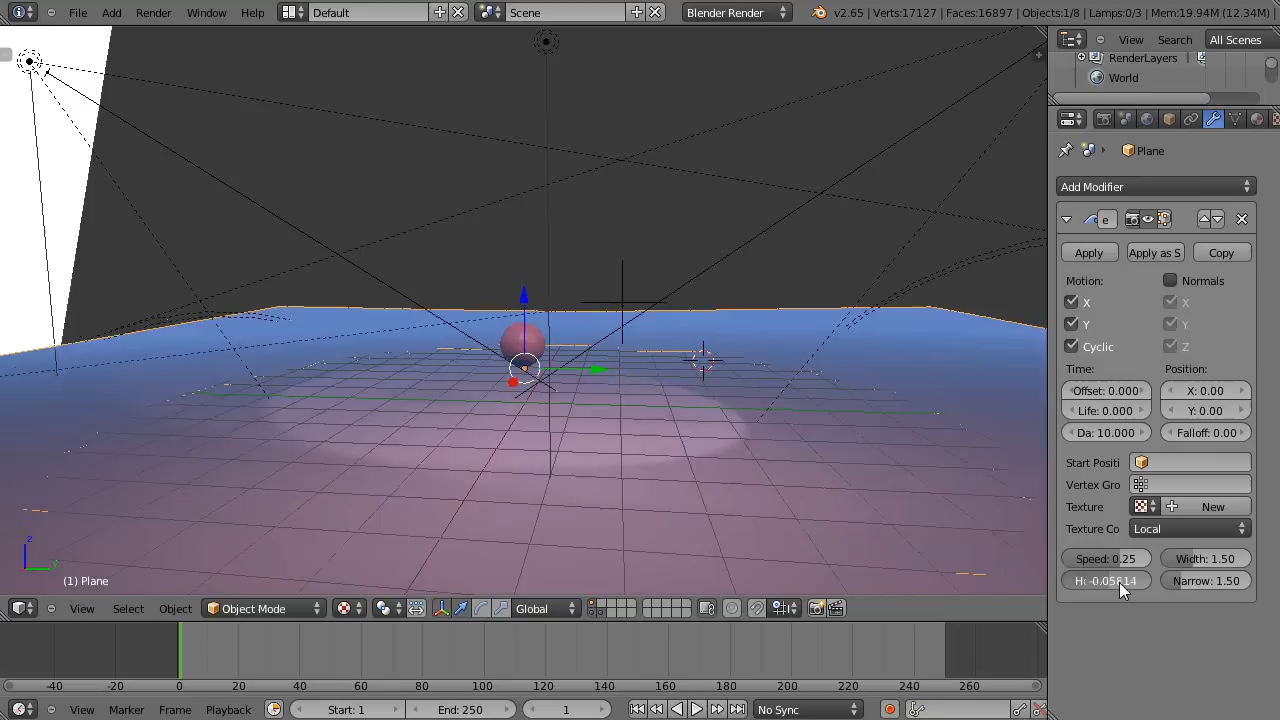 File Add Render Window Help Default Scene Blender Render v2.65 | Verts:17127 | Faces:16897 | Objects:1/8 | Lamps:0/3 | Mem:19.94M (12.34M) |
View Search All Scenes
RenderLayers
World
Plane
Add Modifier
e
Apply Apply as S Copy
Motion: Normals
X X
Y Y
Cyclic Z
Time: Position:
Offset: 0.000 X: 0.00
Life: 0.000 Y: 0.00
Da: 10.000 Falloff: 0.00
Start Positi
Vertex Gro
Texture New
Texture Co Local
Speed: 0.25 Width: 1.50
H: -0.05814 Narrow: 1.50
z
y
(1) Plane
View Select Object Object Mode Global
-40 -20 0 20 40 60 80 100 120 140 160 180 200 220 240 260
View Marker Frame Playback Start: 1 End: 250 1 No Sync